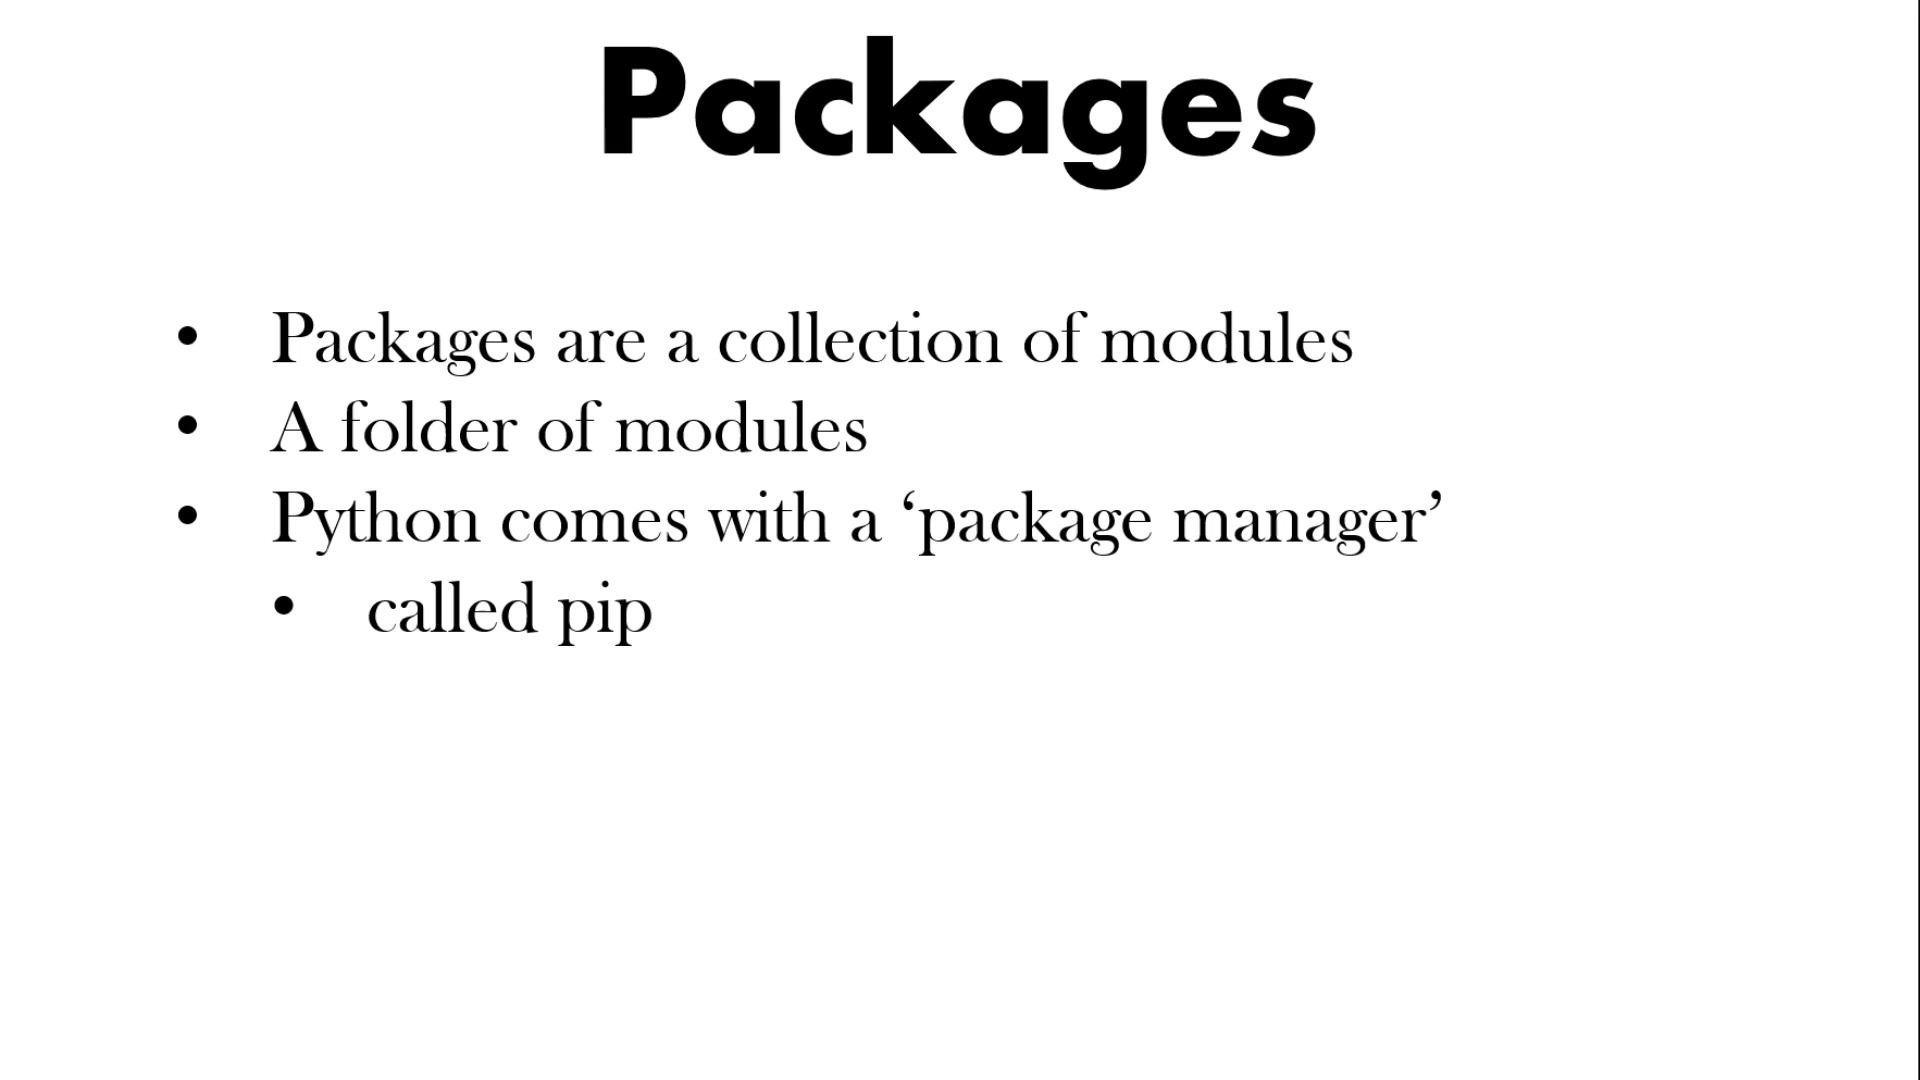 Packages
• Packages are a collection of modules
• A folder of modules
• Python comes with a ‘package manager’
• called pip